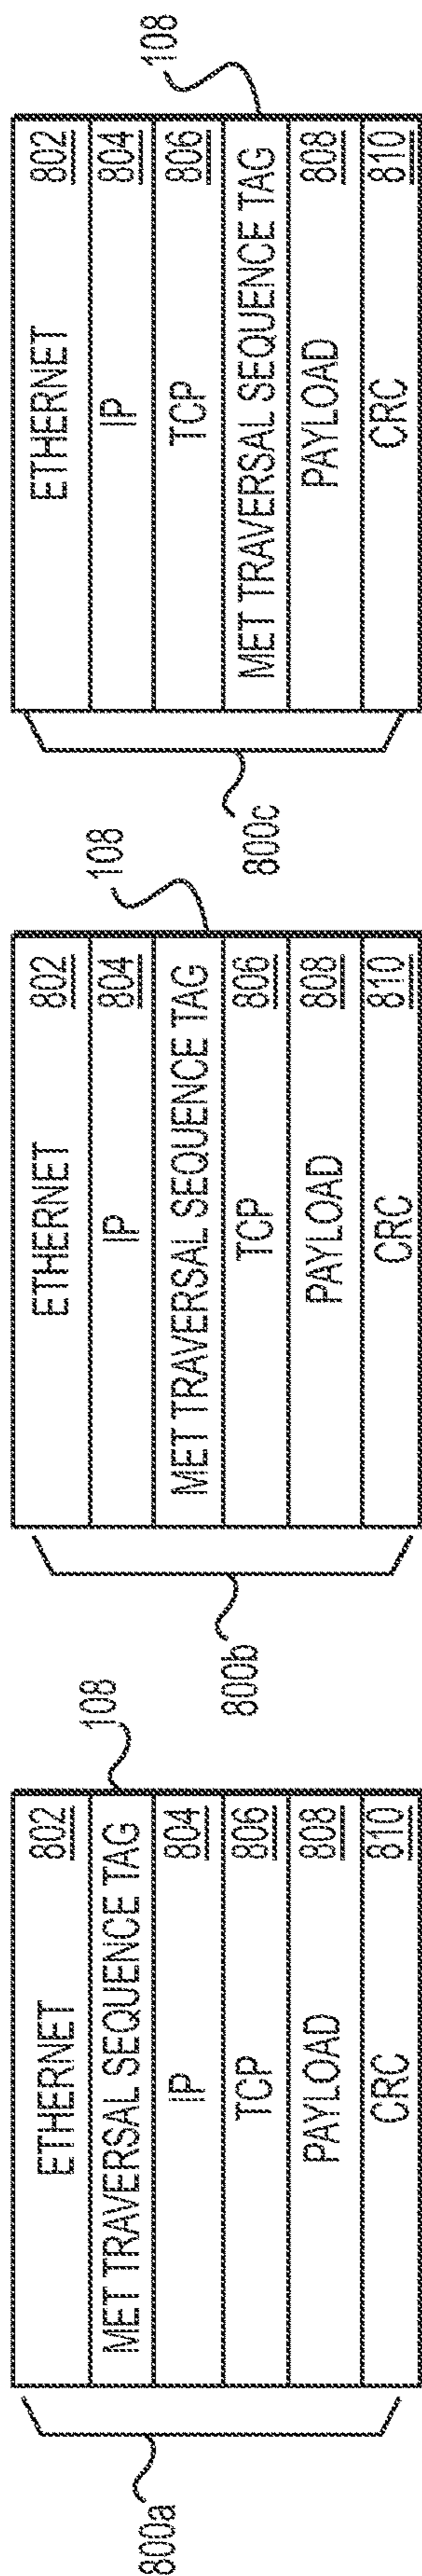 800a
108
ETHERNET 802
MET TRAVERSAL SEQUENCE TAG
IP 804
TCP 806
PAYLOAD 808
CRC 810
800b
108
ETHERNET 802
IP 804
MET TRAVERSAL SEQUENCE TAG
TCP 806
PAYLOAD 808
CRC 810
800c
108
ETHERNET 802
IP 804
TCP 806
MET TRAVERSAL SEQUENCE TAG
PAYLOAD 808
CRC 810